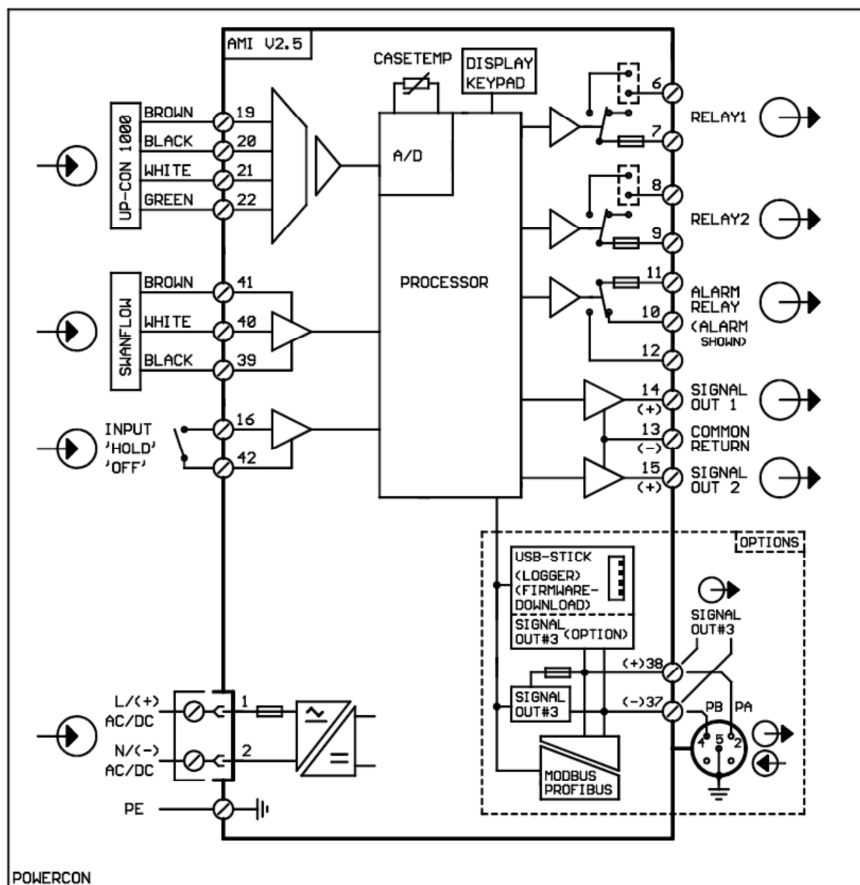 AMI V2.5
CASETEMP
DISPLAY
KEYPAD
UP-CON 1000
BROWN 19
BLACK 20
WHITE 21
GREEN 22
A/D
PROCESSOR
6
7
RELAY1
8
9
RELAY2
SWANFLOW
BROWN 41
WHITE 40
BLACK 39
11
10
12
ALARM
RELAY
(ALARM
SHOWN)
INPUT
'HOLD'
'OFF'
16
42
14
(+)
SIGNAL
OUT 1
13
(-)
COMMON
RETURN
15
(+)
SIGNAL
OUT 2
OPTIONS
USB-STICK
(LOGGER)
(FIRMWARE-
DOWNLOAD)
SIGNAL
OUT#3 (OPTION)
SIGNAL
OUT#3
(+)38
(-)37
SIGNAL
OUT#3
PB PA
4 5 2
MODBUS
PROFIBUS
L/(+)
AC/DC
1
N/(-)
AC/DC
2
~
=
PE
POWERCON